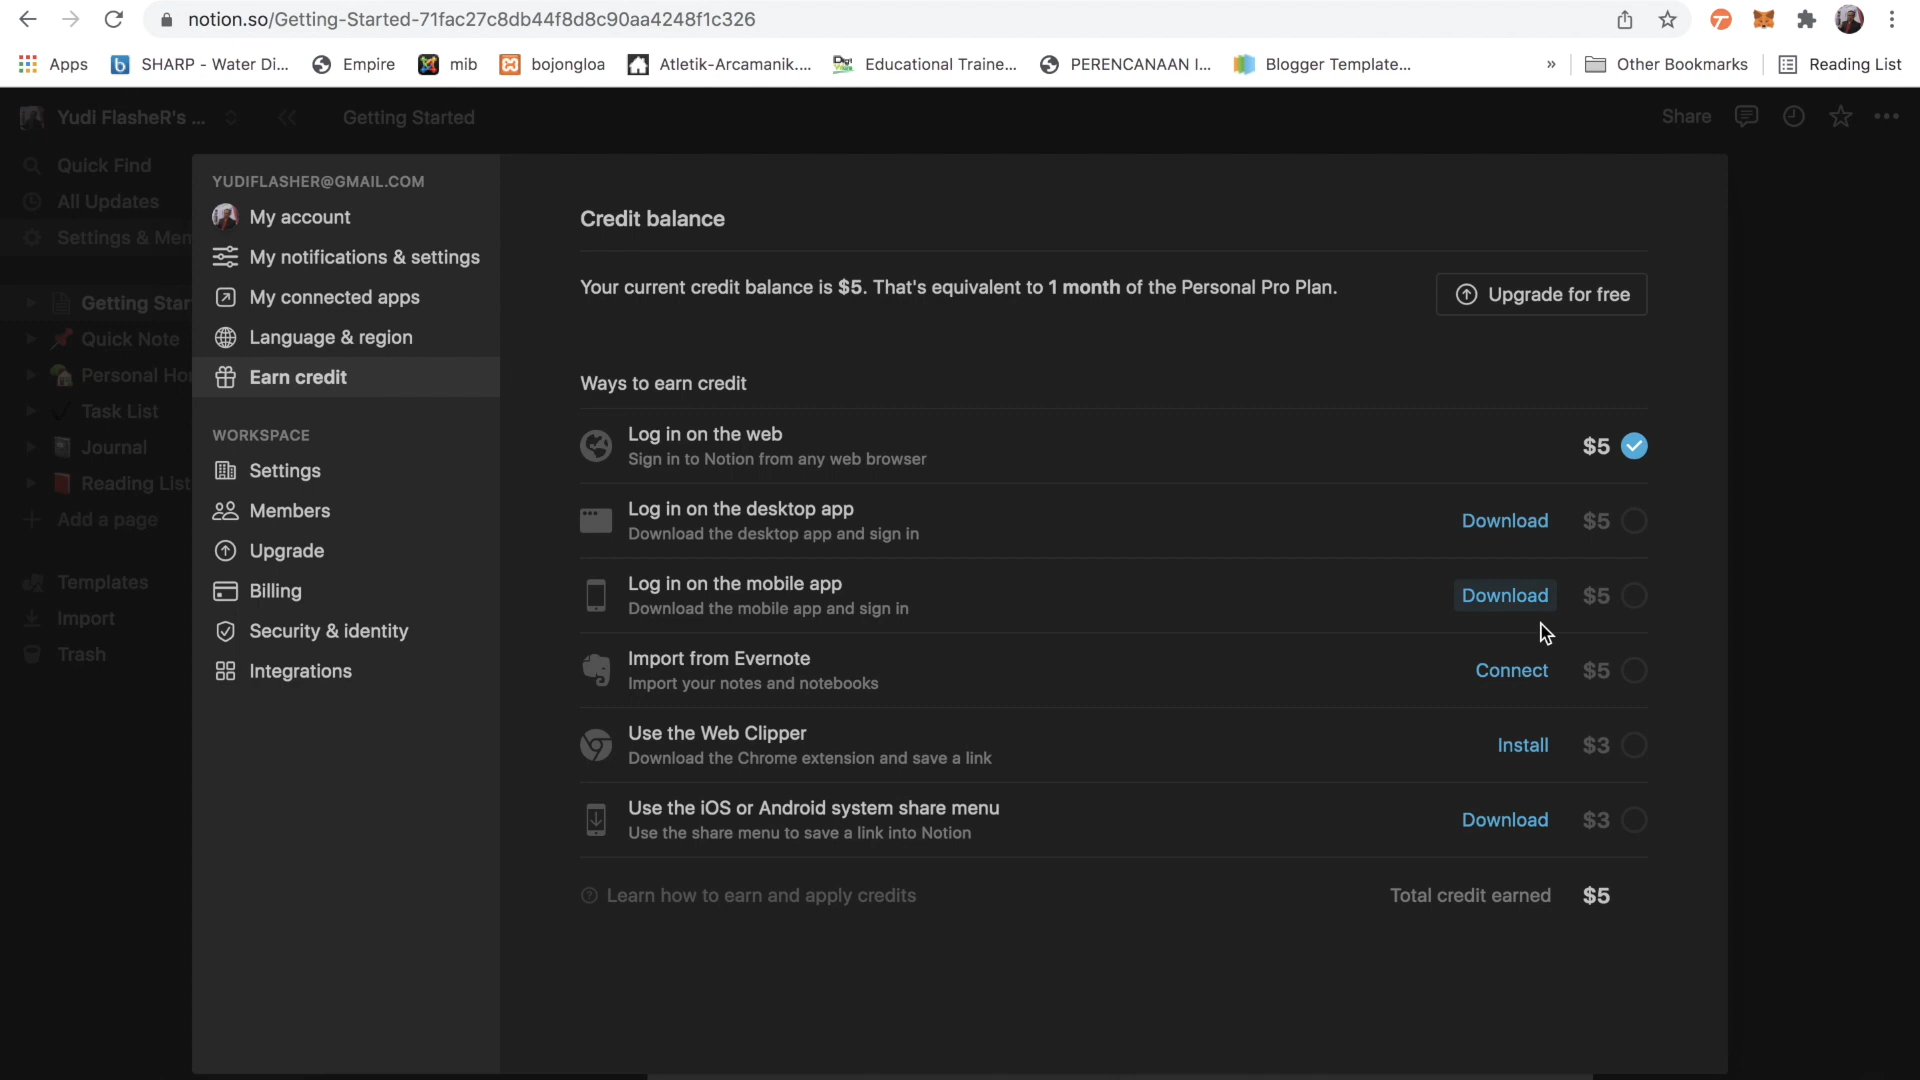 notion.so/Getting-Started-71fac27c8db44f8d8c90aa4248f1c326
Apps
SHARP - Water Di...
Empire
mib
bojongloa
Atletik-Arcamanik....
Educational Traine...
PERENCANAAN I...
Blogger Template...
»
Other Bookmarks
Reading List
Yudi FlasheR's ...
Getting Started
Share
Quick Find
All Updates
Settings & Mem
Getting Star
Quick Note
Personal Ho
Task List
Journal
Reading List
Add a page
Templates
Import
Trash
YUDIFLASHER@GMAIL.COM
My account
My notifications & settings
My connected apps
Language & region
Earn credit
WORKSPACE
Settings
Members
Upgrade
Billing
Security & identity
Integrations
Credit balance
Your current credit balance is $5. That's equivalent to 1 month of the Personal Pro Plan.
Upgrade for free
Ways to earn credit
Log in on the web
Sign in to Notion from any web browser
$5
Log in on the desktop app
Download the desktop app and sign in
Download $5
Log in on the mobile app
Download the mobile app and sign in
Download $5
Import from Evernote
Import your notes and notebooks
Connect $5
Use the Web Clipper
Download the Chrome extension and save a link
Install $3
Use the iOS or Android system share menu
Use the share menu to save a link into Notion
Download $3
Learn how to earn and apply credits
Total credit earned $5